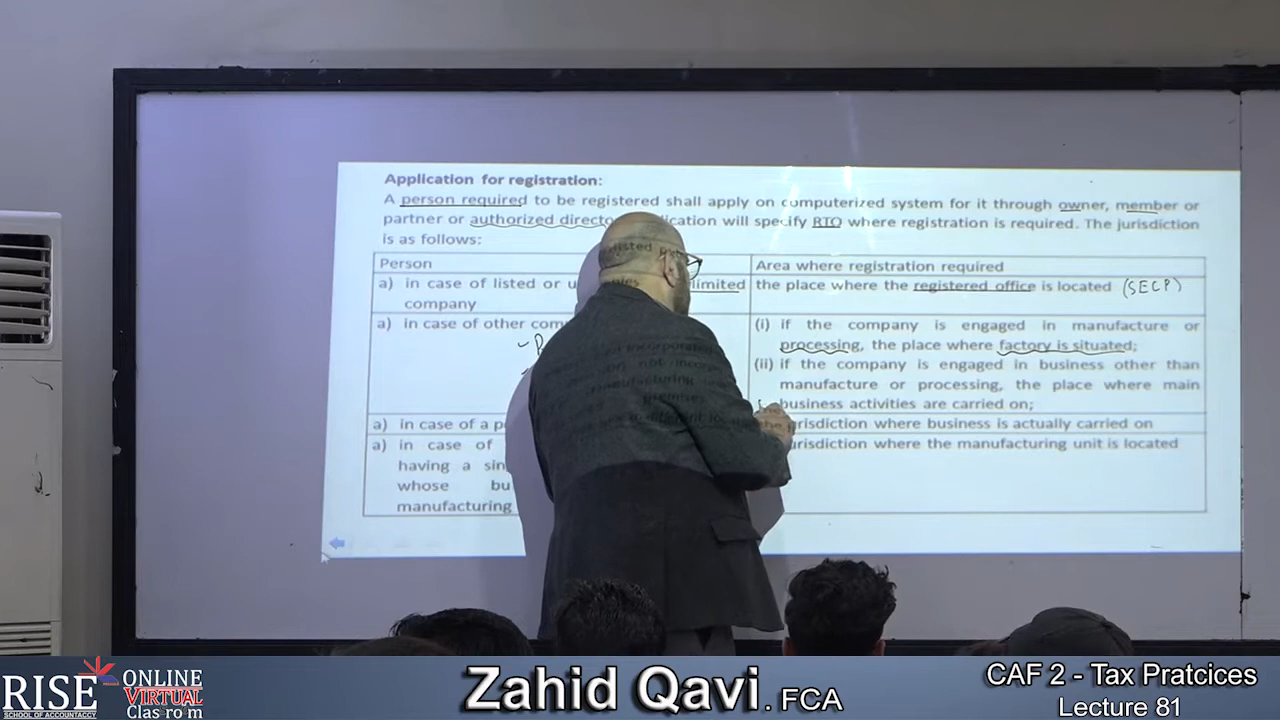 Application for registration:
A person required to be registered shall apply on computerized system for it through owner, member or
partner or authorized directo ication will specify RTO where registration is required. The jurisdiction
is as follows:
Person
Area where registration required
a) in case of listed or u limited
company
the place where the registered office is located (SECP)
a) in case of other com
(i) if the company is engaged in manufacture or
processing, the place where factory is situated;
(ii) if the company is engaged in business other than
manufacture or processing, the place where main
business activities are carried on;
a) in case of a p
jurisdiction where business is actually carried on
a) in case of
having a sin
whose bu
manufacturing
jurisdiction where the manufacturing unit is located
RISE
SCHOOL OF ACCOUNTACCY
ONLINE
VIRTUAL
Clas ro m
Zahid Qavi. FCA
CAF 2 - Tax Pratcices
Lecture 81